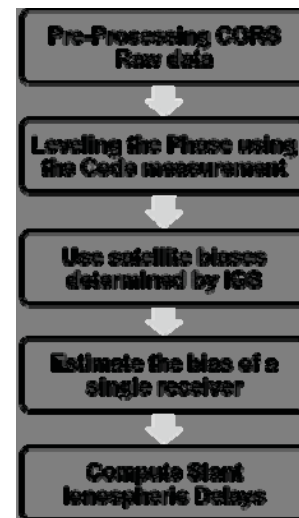 Pre-Processing CORS
Raw data
Leveling the Phase using
the Code measurement
Use satellite biases
determined by IGS
Estimate the bias of a
single receiver
Compute Slant
Ionospheric Delays